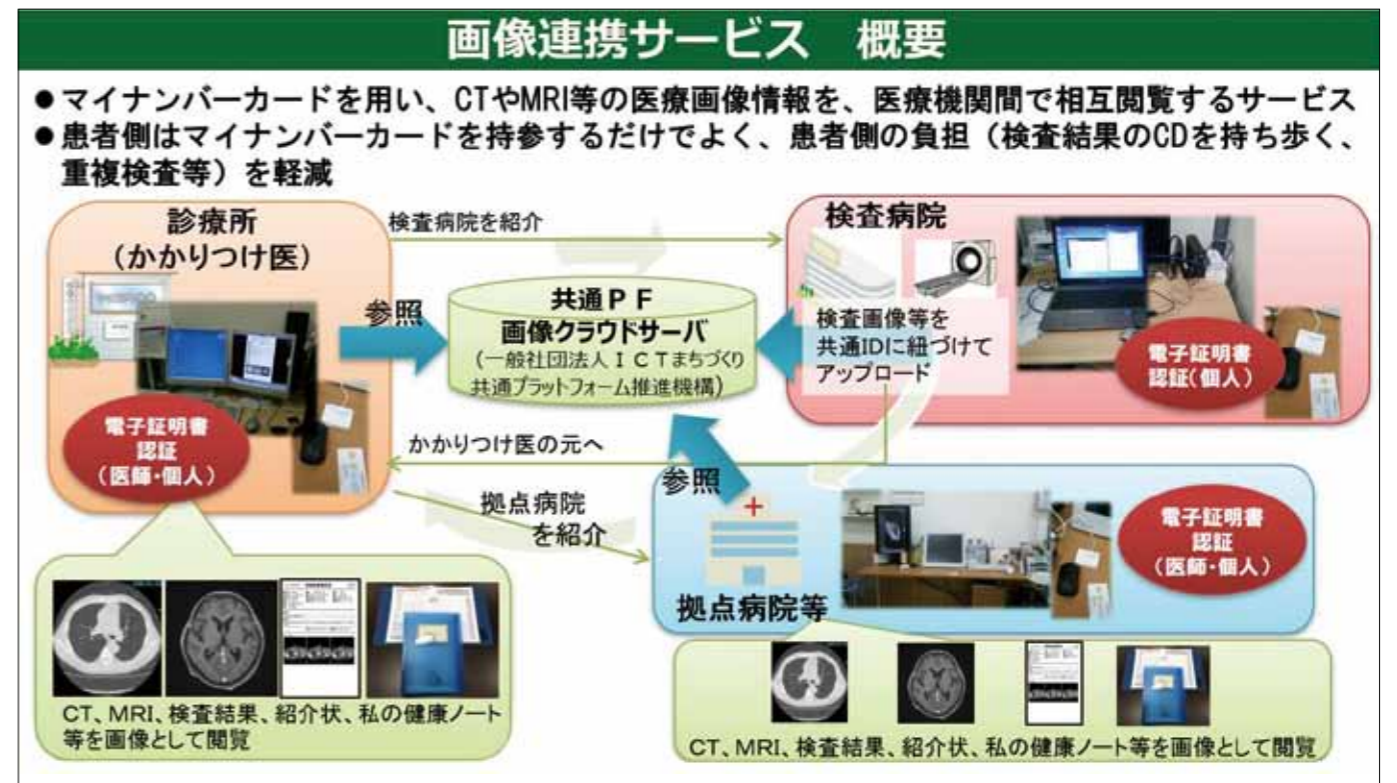 画像連携サービス　概要
●マイナンバーカードを用い、CTやMRI等の医療画像情報を、医療機関間で相互閲覧するサービス
●患者側はマイナンバーカードを持参するだけでよく、患者側の負担（検査結果のCDを持ち歩く、
重複検査等）を軽減
診療所
（かかりつけ医）
検査病院を紹介
検査病院
参照
共通ＰＦ
画像クラウドサーバ
（一般社団法人ＩＣＴまちづくり
共通プラットフォーム推進機構）
検査画像等を
共通IDに紐づけて
アップロード
電子証明書
認証（個人）
電子証明書
認証
（医師・個人）
かかりつけ医の元へ
参照
拠点病院
を紹介
電子証明書
認証
（医師・個人）
拠点病院等
CT、MRI、検査結果、紹介状、私の健康ノート
等を画像として閲覧
CT、MRI、検査結果、紹介状、私の健康ノート等を画像として閲覧